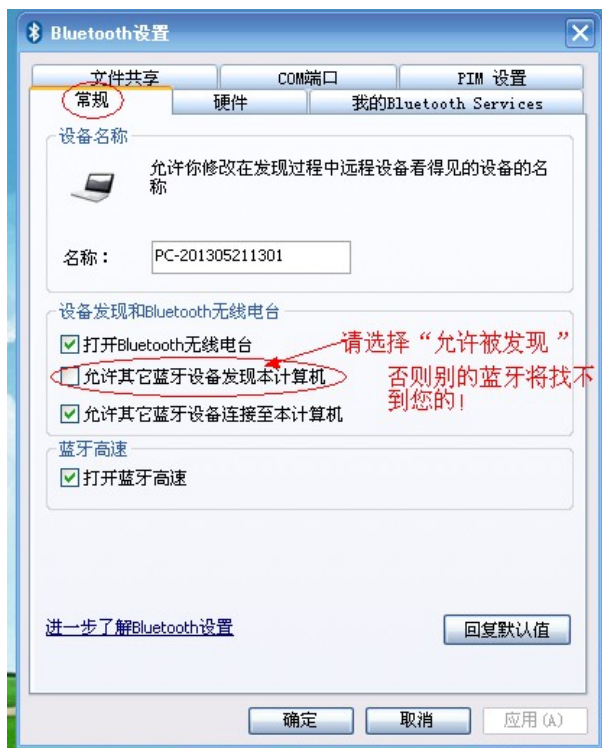 Bluetooth设置
文件共享 COM端口 PIM 设置
常规 硬件 我的Bluetooth Services
设备名称
允许你修改在发现过程中远程设备看得见的设备的名
称
名称： PC-201305211301
设备发现和Bluetooth无线电台
打开Bluetooth无线电台
请选择“允许被发现”
允许其它蓝牙设备发现本计算机
否则别的蓝牙将找不
到您的!
允许其它蓝牙设备连接至本计算机
蓝牙高速
打开蓝牙高速
进一步了解Bluetooth设置 回复默认值
确定 取消 应用(A)